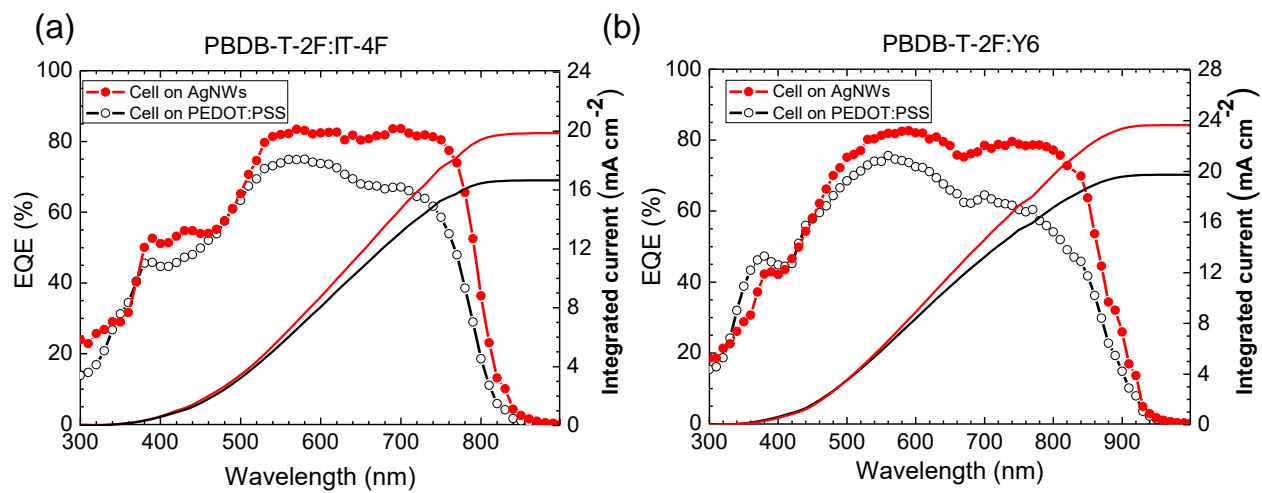 (a)
PBDB-T-2F:IT-4F
Cell on AgNWs
Cell on PEDOT:PSS
EQE (%)
100
80
60
40
20
0
300 400 500 600 700 800
Wavelength (nm)
24
20
16
12
8
4
0
Integrated current (mA cm-2)
(b)
PBDB-T-2F:Y6
Cell on AgNWs
Cell on PEDOT:PSS
EQE (%)
100
80
60
40
20
0
300 400 500 600 700 800 900
Wavelength (nm)
28
24
20
16
12
8
4
0
Integrated current (mA cm-2)